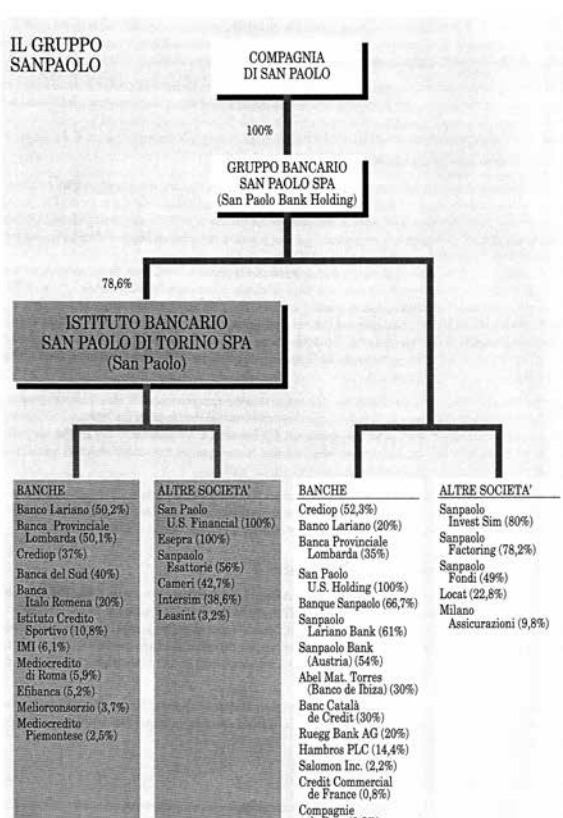 IL GRUPPO
SANPAOLO
COMPAGNIA
DI SAN PAOLO
100%
GRUPPO BANCARIO
SAN PAOLO SPA
(San Paolo Bank Holding)
78,6%
ISTITUTO BANCARIO
SAN PAOLO DI TORINO SPA
(San Paolo)
BANCHE
Banco Lariano (50,2%)
Banca Provinciale
Lombarda (50,1%)
Crediop (37%)
Banca del Sud (40%)
Banca
Italo Romena (20%)
Istituto Credito
Sportivo (10,8%)
IMI (6,1%)
Mediocredito
di Roma (5,9%)
Efibanca (5,2%)
Meliorconsorzio (3,7%)
Mediocredito
Piemontese (2,5%)
ALTRE SOCIETA'
San Paolo
U.S. Financial (100%)
Esepra (100%)
Sanpaolo
Esattorie (56%)
Cameri (42,7%)
Intersim (38,6%)
Leasint (3,2%)
BANCHE
Crediop (52,3%)
Banco Lariano (20%)
Banca Provinciale
Lombarda (35%)
San Paolo
U.S. Holding (100%)
Banque Sanpaolo (66,7%)
Sanpaolo
Lariano Bank (61%)
Sanpaolo Bank
(Austria) (54%)
Abel Mat. Torres
(Banco de Ibiza) (30%)
Banc Català
de Credit (30%)
Ruegg Bank AG (20%)
Hambros PLC (14,4%)
Salomon Inc. (2,2%)
Credit Commercial
de France (0,8%)
Compagnie
ALTRE SOCIETA'
Sanpaolo
Invest Sim (80%)
Sanpaolo
Factoring (78,2%)
Sanpaolo
Fondi (49%)
Locat (22,8%)
Milano
Assicurazioni (9,8%)